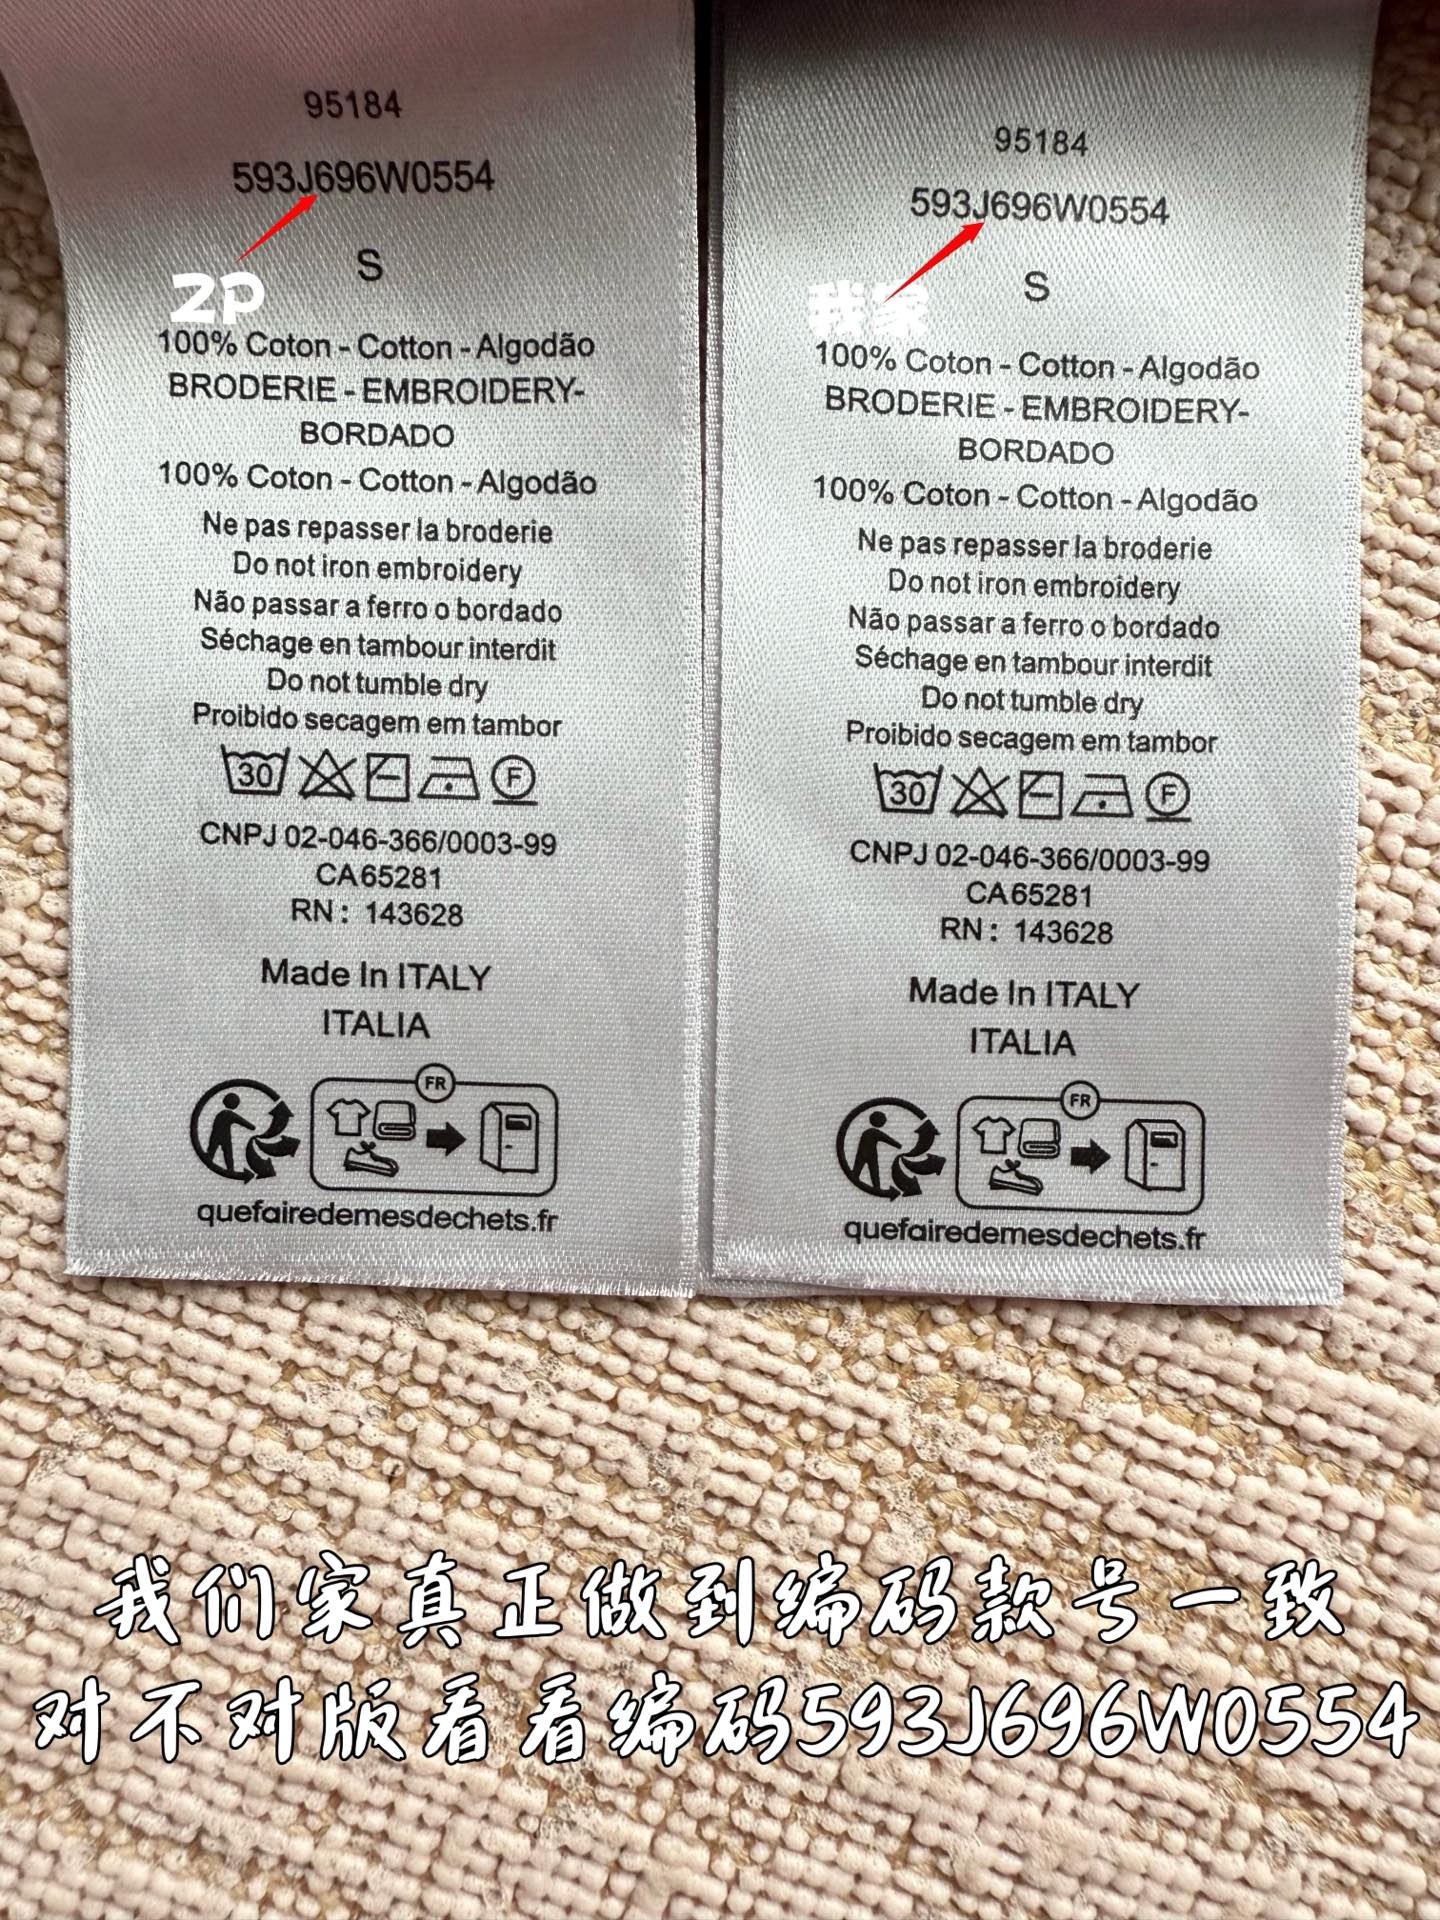 95184
593J696W0554
2P
S
100% Coton - Cotton - Algodão
BRODERIE - EMBROIDERY-
BORDADO
100% Coton - Cotton - Algodão
Ne pas repasser la broderie
Do not iron embroidery
Não passar a ferro o bordado
Séchage en tambour interdit
Do not tumble dry
Proibido secagem em tambor
30
F
CNPJ 02-046-366/0003-99
CA65281
RN: 143628
Made In ITALY
ITALIA
FR
quefairedemesdechets.fr
95184
593J696W0554
我家
S
100% Coton - Cotton - Algodão
BRODERIE - EMBROIDERY-
BORDADO
100% Coton - Cotton - Algodão
Ne pas repasser la broderie
Do not iron embroidery
Não passar a ferro o bordado
Séchage en tambour interdit
Do not tumble dry
Proibido secagem em tambor
30
F
CNPJ 02-046-366/0003-99
CA65281
RN: 143628
Made In ITALY
ITALIA
FR
quefairedemesdechets.fr
我们家真正做到编码款号一致
对不对版看看编码593J696W0554